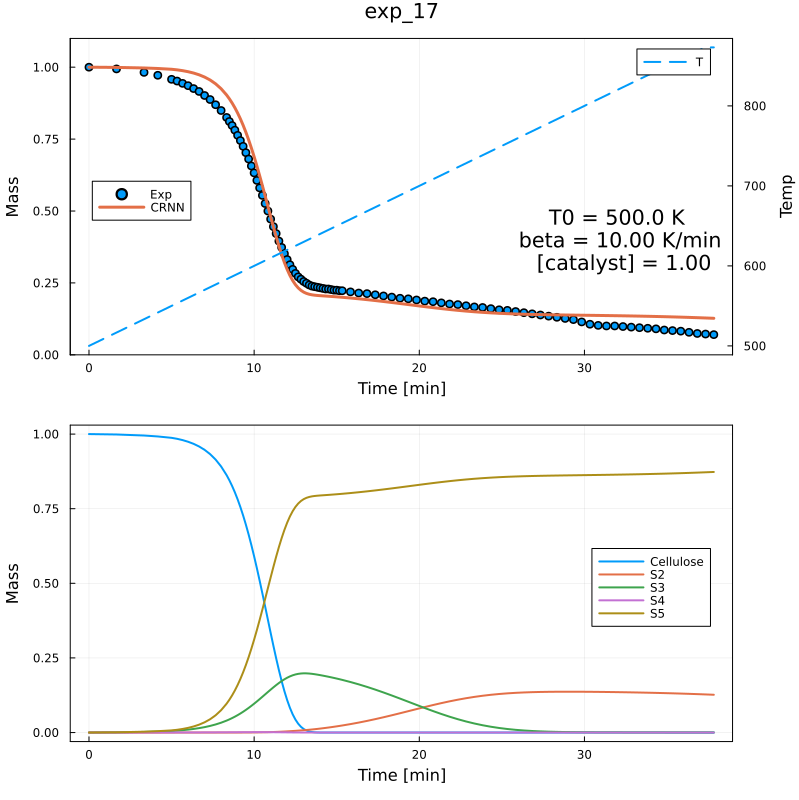 exp_17
T
1.00
0.75
0.50
0.25
0.00
Mass
800
700
600
500
Temp
Exp
CRNN
T0 = 500.0 K
beta = 10.00 K/min
[catalyst] = 1.00
0
10
20
30
Time [min]
1.00
0.75
0.50
0.25
0.00
Mass
Cellulose
S2
S3
S4
S5
0
10
20
30
Time [min]